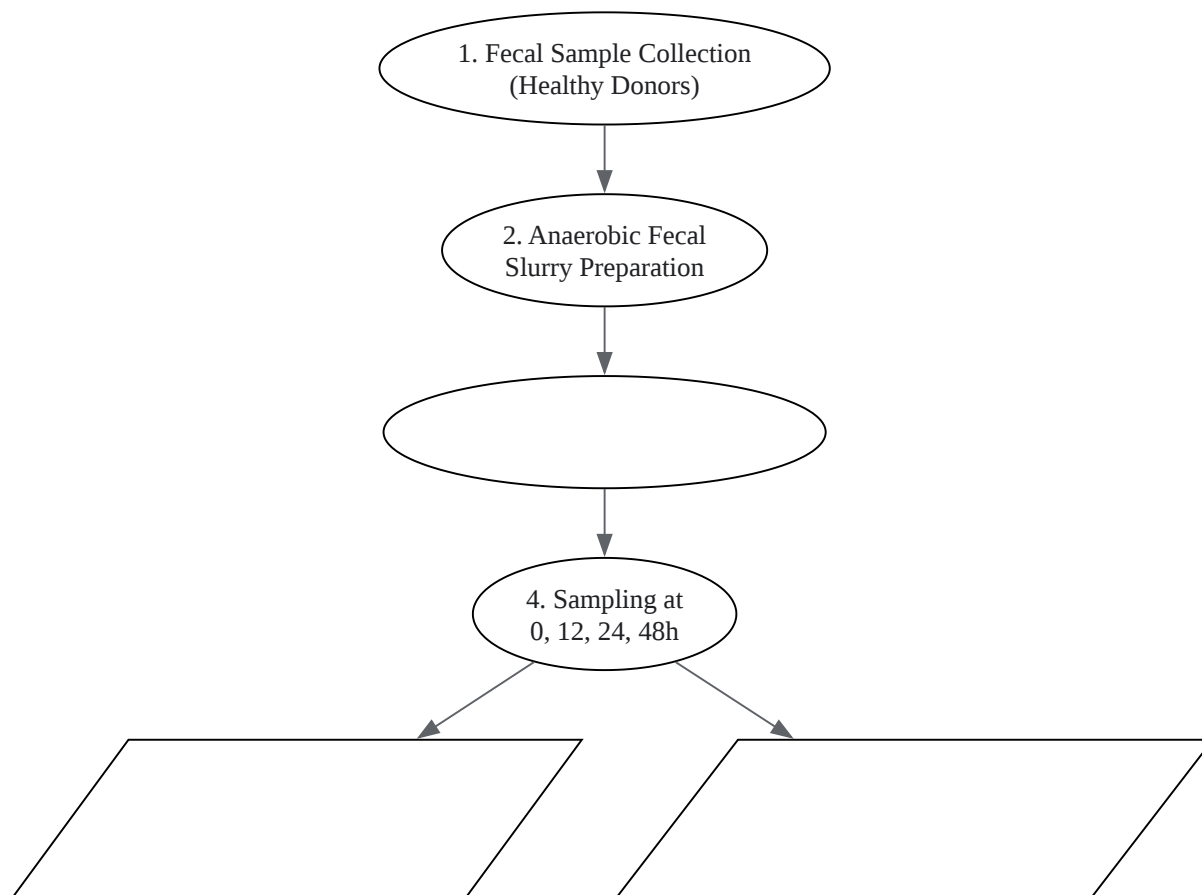 1. Fecal Sample Collection
(Healthy Donors)
2. Anaerobic Fecal
Slurry Preparation
4. Sampling at
0, 12, 24, 48h